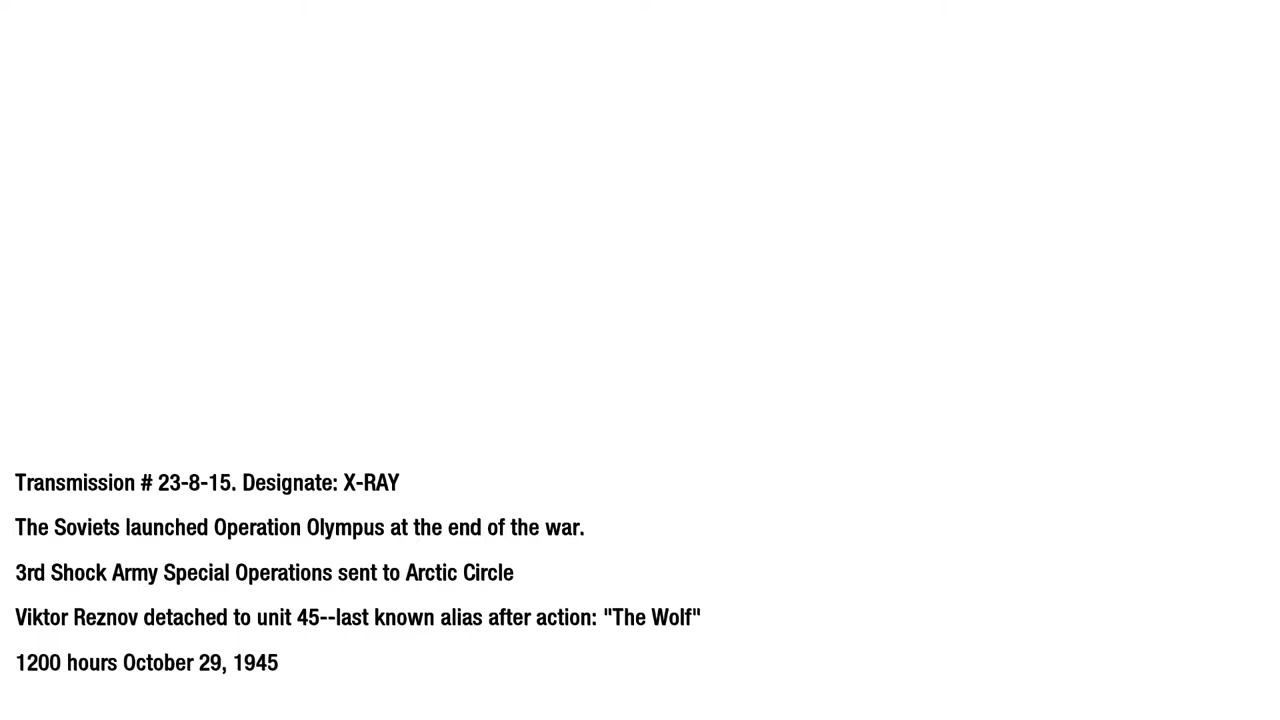 Transmission # 23-8-15. Designate: X-RAY
The Soviets launched Operation Olympus at the end of the war.
3rd Shock Army Special Operations sent to Arctic Circle
Viktor Reznov detached to unit 45--last known alias after action: "The Wolf"
1200 hours October 29, 1945